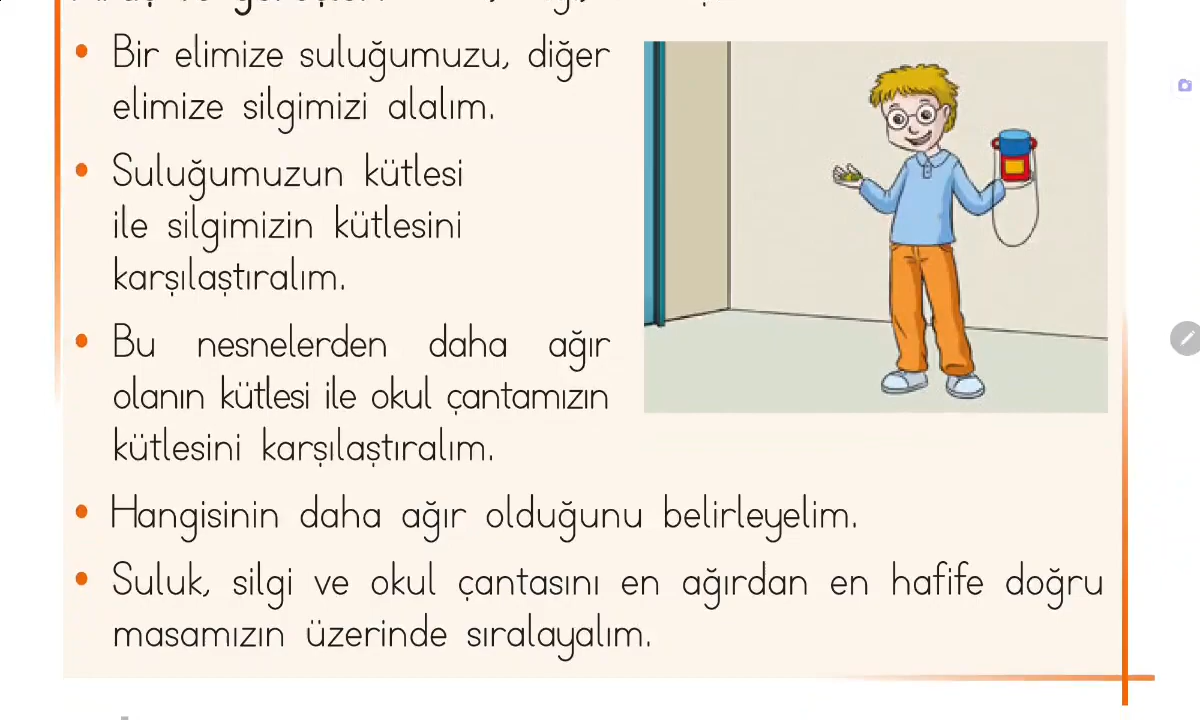 • Bir elimize suluğumuzu, diğer
elimize silgimizi alalım.
• Suluğumuzun kütlesi
ile silgimizin kütlesini
karşılaştıralım.
• Bu nesnelerden daha ağır
olanın kütlesi ile okul çantamızın
kütlesini karşılaştıralım.
• Hangisinin daha ağır olduğunu belirleyelim.
• Suluk, silgi ve okul çantasını en ağırdan en hafife doğru
masamızın üzerinde sıralayalım.